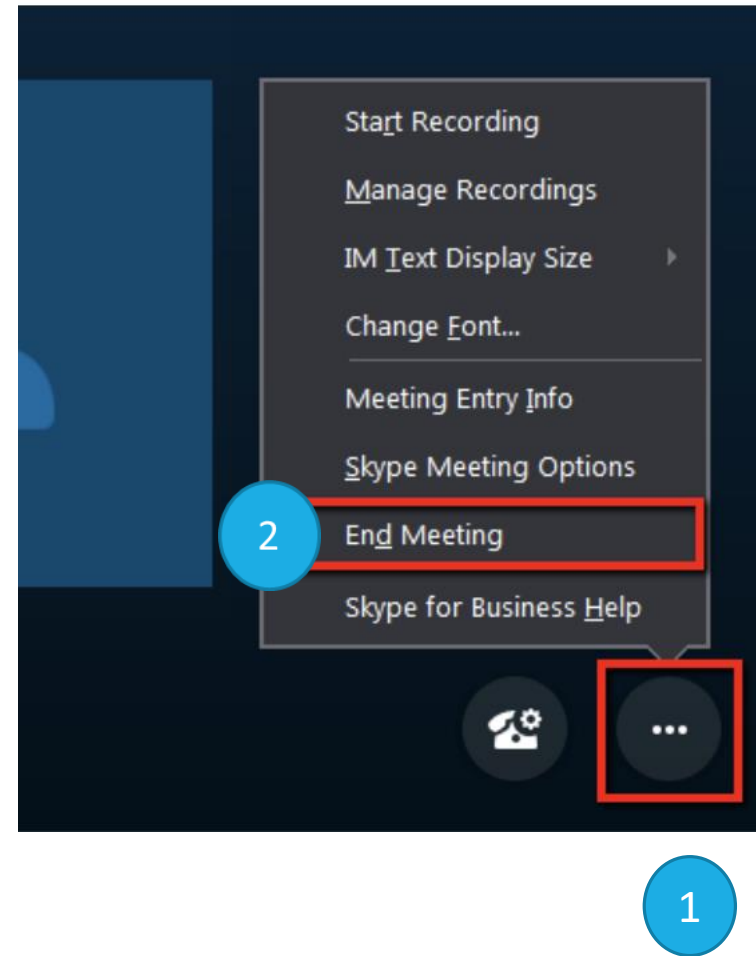 Start Recording
Manage Recordings
IM Text Display Size
Change Font...
Meeting Entry Info
Skype Meeting Options
2
End Meeting
Skype for Business Help
1